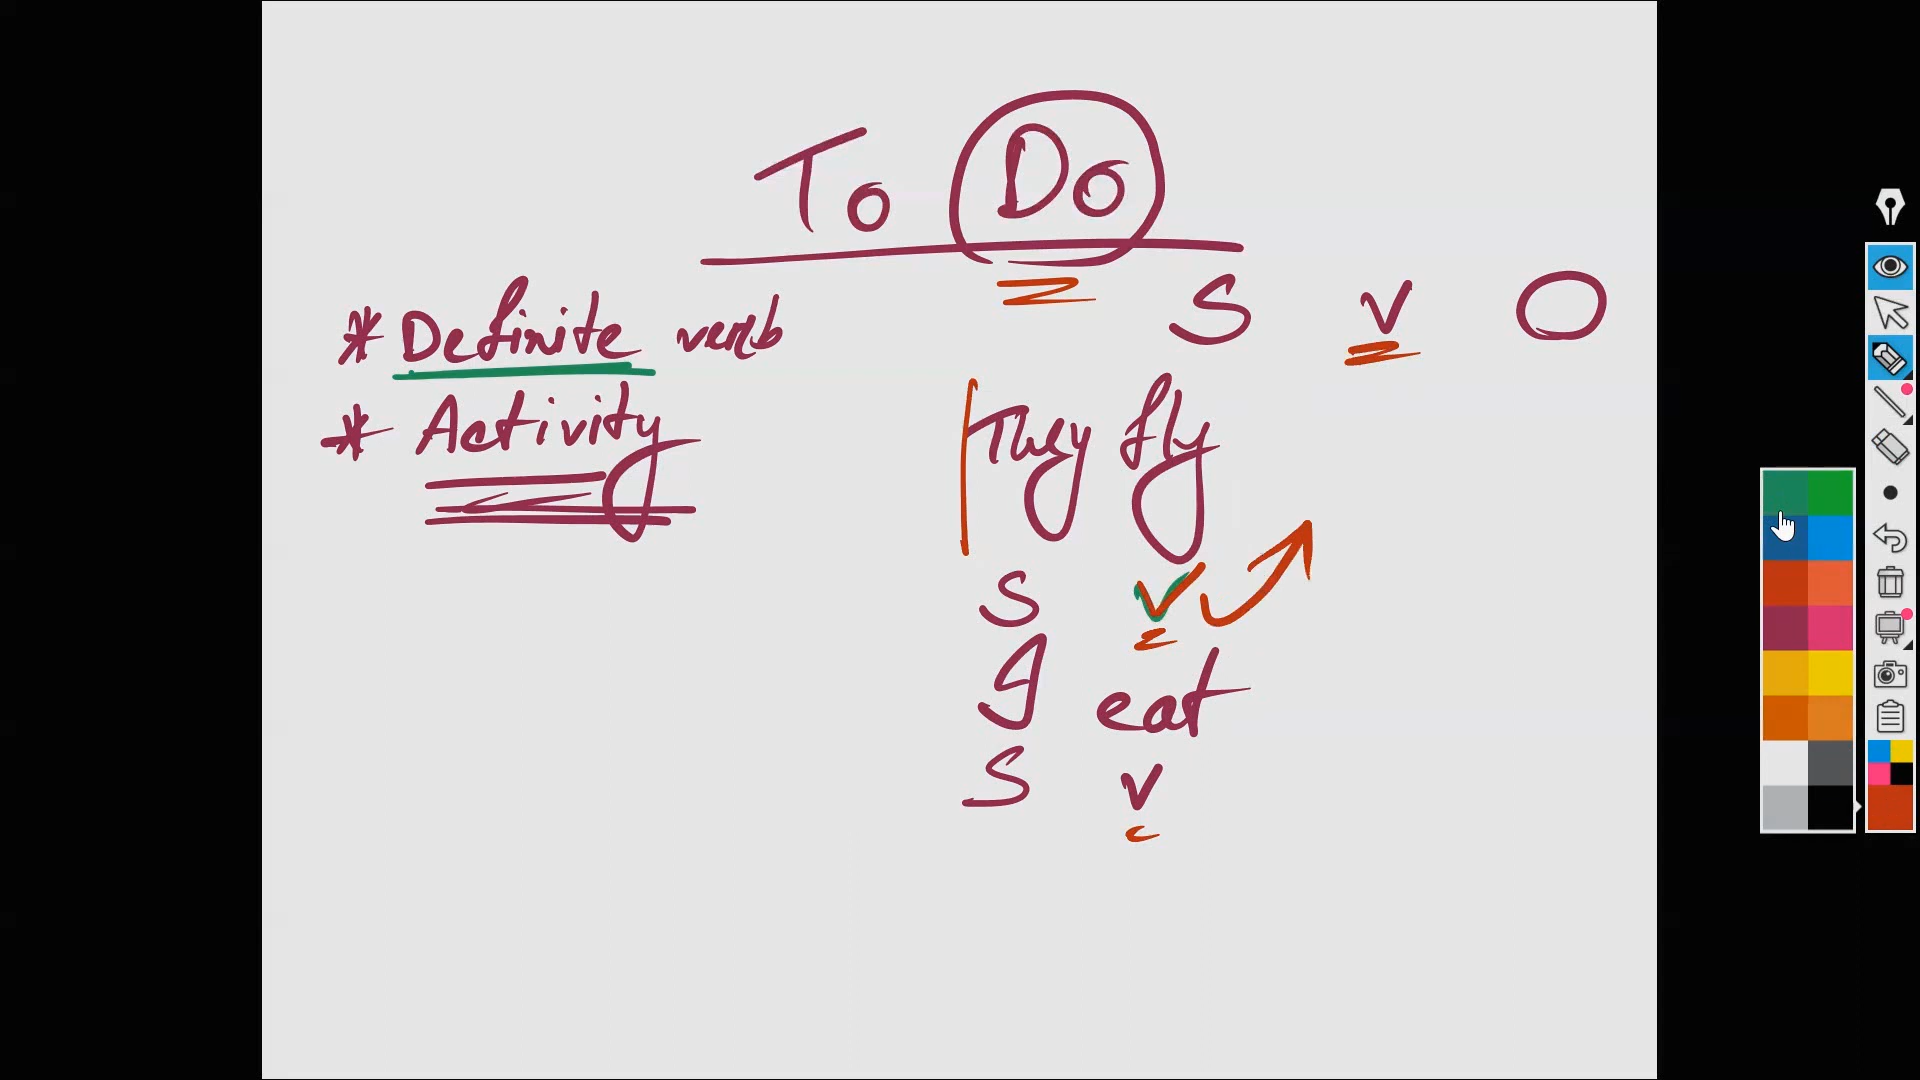 To Do
S V O
* Definite verb
* Activity
They fly
S V
I eat
S V